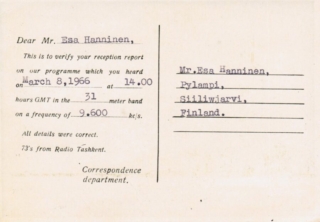 Dear Mr. Esa Hanninen,
This is to verify your reception report
on our programme which you heard
on March 8,1966 at 14.00
hours GMT in the 31 meter band
on a frequency of 9.600 kc/s.
All details were correct.
73's from Radio Tashkent.
Correspondence
department.
Mr.Esa Hanninen,
Pylampi,
Siiliwjarvi,
Finland.